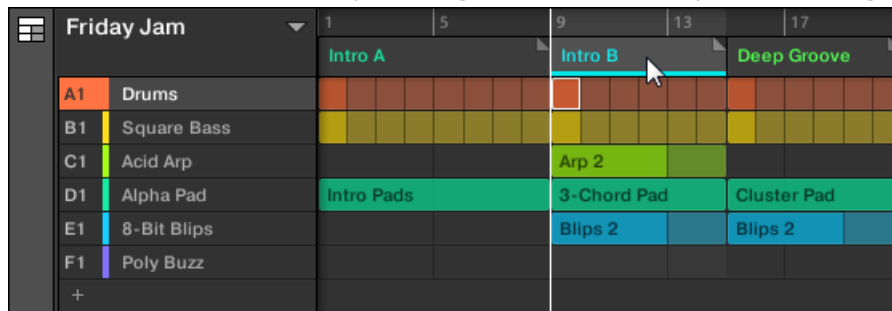 Friday Jam
1 5 9 13 17
Intro A Intro B Deep Groove
A1 Drums
B1 Square Bass
C1 Acid Arp Arp 2
D1 Alpha Pad Intro Pads 3-Chord Pad Cluster Pad
E1 8-Bit Blips Blips 2 Blips 2
F1 Poly Buzz
+